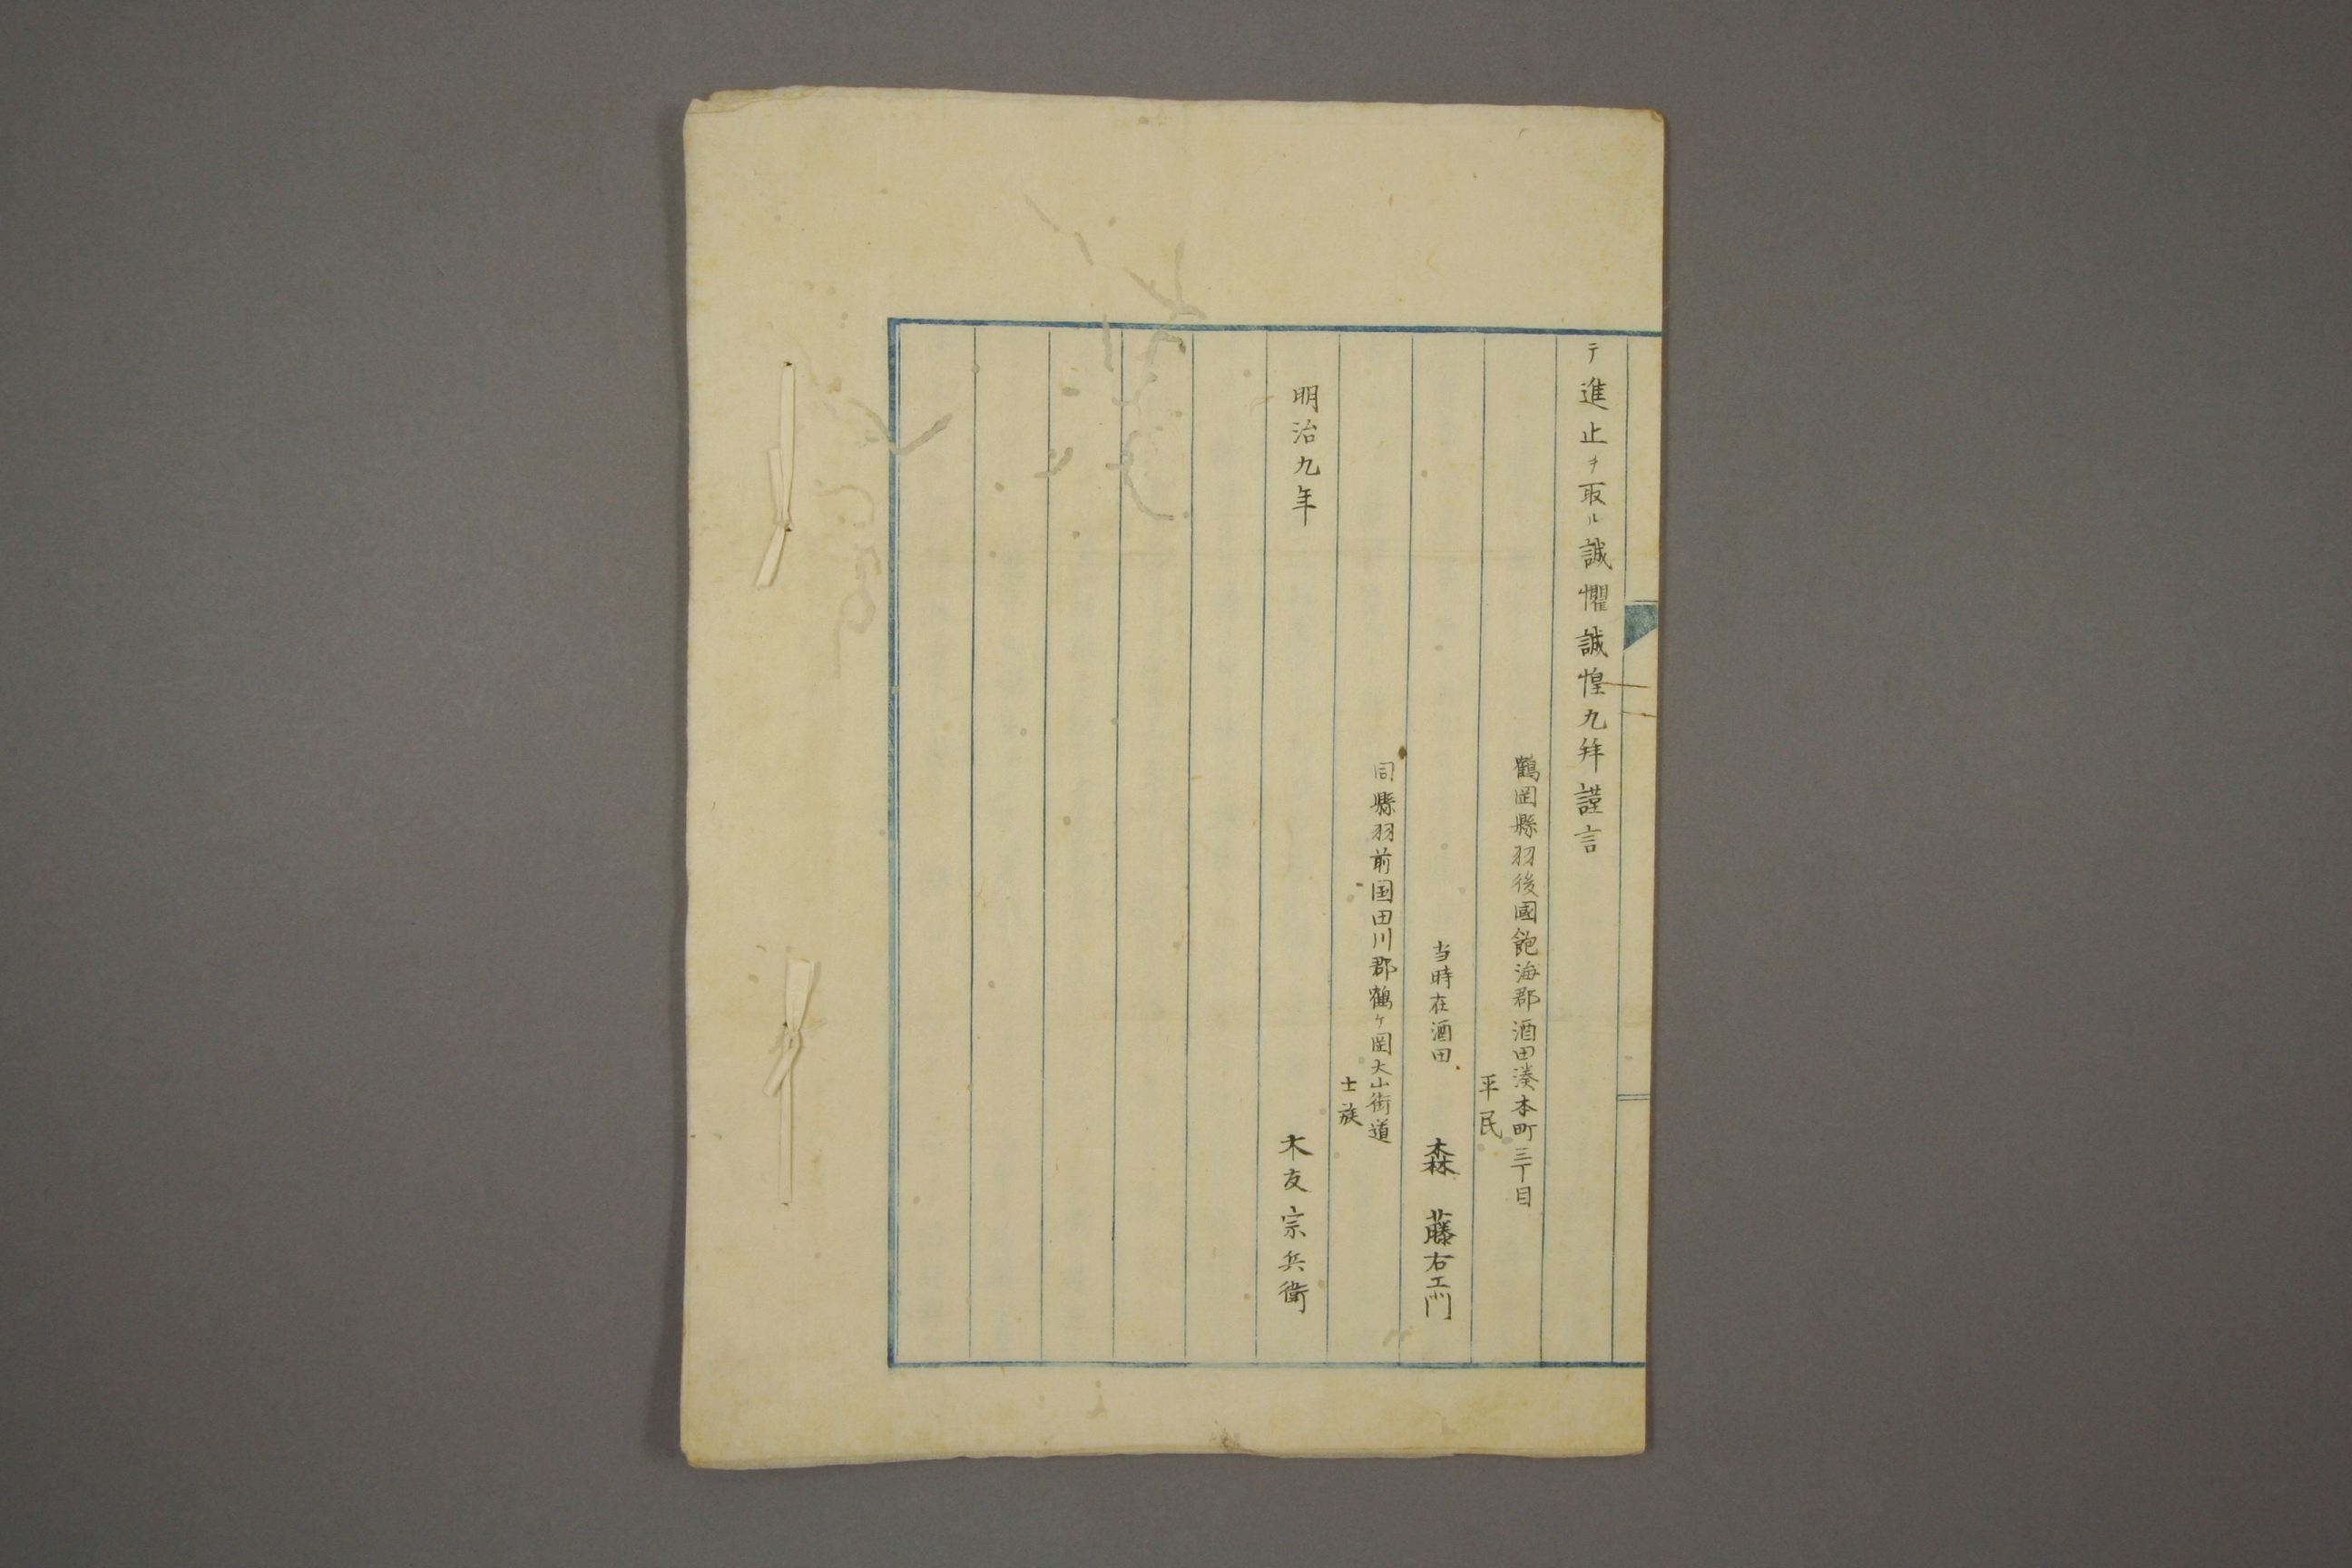 テ進止ヲ取ル誠懼誠惶九拜謹言
鶴岡縣羽後國飽海郡酒田湊本町三丁目
平民
当時在酒田
森藤右エ門
同縣羽前国田川郡鶴ケ岡大山街道
士族
木友宗兵衛
明治九年